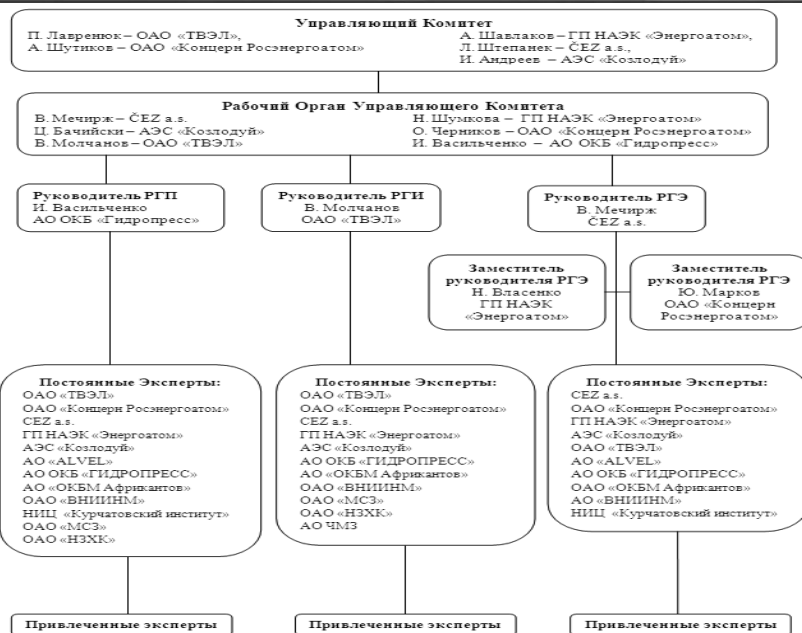 Управляющий Комитет
П. Лавренюк – ОАО «ТВЭЛ»,
А. Шутиков – ОАО «Концерн Росэнергоатом»
А. Шавлаков – ГП НАЭК «Энергоатом»,
Л. Штепанек – ČEZ a.s.,
И. Андреев – АЭС «Козлодуй»
Рабочий Орган Управляющего Комитета
В. Мечирж – ČEZ a.s.
Ц. Бачийски – АЭС «Козлодуй»
В. Молчанов – ОАО «ТВЭЛ»
Н. Шумкова – ГП НАЭК «Энергоатом»
О. Черников – ОАО «Концерн Росэнергоатом»
И. Васильченко – АО ОКБ «Гидропресс»
Руководитель РГП
И. Васильченко
АО ОКБ «Гидропресс»
Руководитель РГИ
В. Молчанов
ОАО «ТВЭЛ»
Руководитель РГЭ
В. Мечирж
ČEZ a.s.
Заместитель
руководителя РГЭ
Н. Власенко
ГП НАЭК
«Энергоатом»
Заместитель
руководителя РГЭ
Ю. Марков
ОАО «Концерн
Росэнергоатом»
Постоянные Эксперты:
ОАО «ТВЭЛ»
ОАО «Концерн Росэнергоатом»
CEZ a.s.
ГП НАЭК «Энергоатом»
АЭС «Козлодуй»
АО «ALVEL»
АО ОКБ «ГИДРОПРЕСС»
АО «ОКБМ Африкантов»
ОАО «ВНИИНМ»
НИЦ «Курчатовский институт»
ОАО «МСЗ»
ОАО «НЗХК»
Постоянные Эксперты:
ОАО «ТВЭЛ»
ОАО «Концерн Росэнергоатом»
CEZ a.s.
ГП НАЭК «Энергоатом»
АЭС «Козлодуй»
АО ОКБ «ГИДРОПРЕСС»
АО «ОКБМ Африкантов»
ОАО «ВНИИНМ»
ОАО «МСЗ»
ОАО «НЗХК»
АО ЧМЗ
Постоянные Эксперты:
CEZ a.s.
ОАО «Концерн Росэнергоатом»
ГП НАЭК «Энергоатом»
АЭС «Козлодуй»
ОАО «ТВЭЛ»
АО «ALVEL»
АО ОКБ «ГИДРОПРЕСС»
ОАО «ОКБМ Африкантов»
АО «ВНИИНМ»
НИЦ «Курчатовский институт»
Привлеченные эксперты
Привлеченные эксперты
Привлеченные эксперты